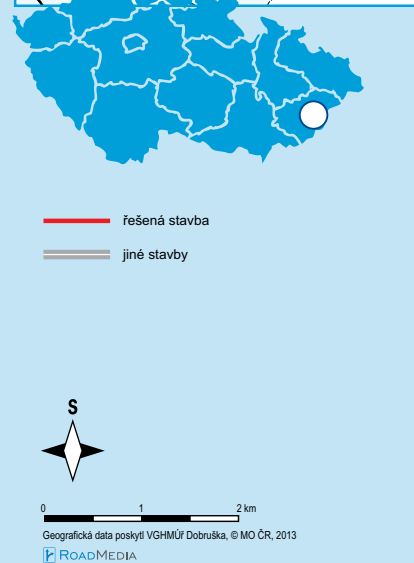 řešená stavba
jiné stavby
S
0 1 2 km
Geografická data poskytl VGHMÚř Dobruška, © MO ČR, 2013
ROADMEDIA